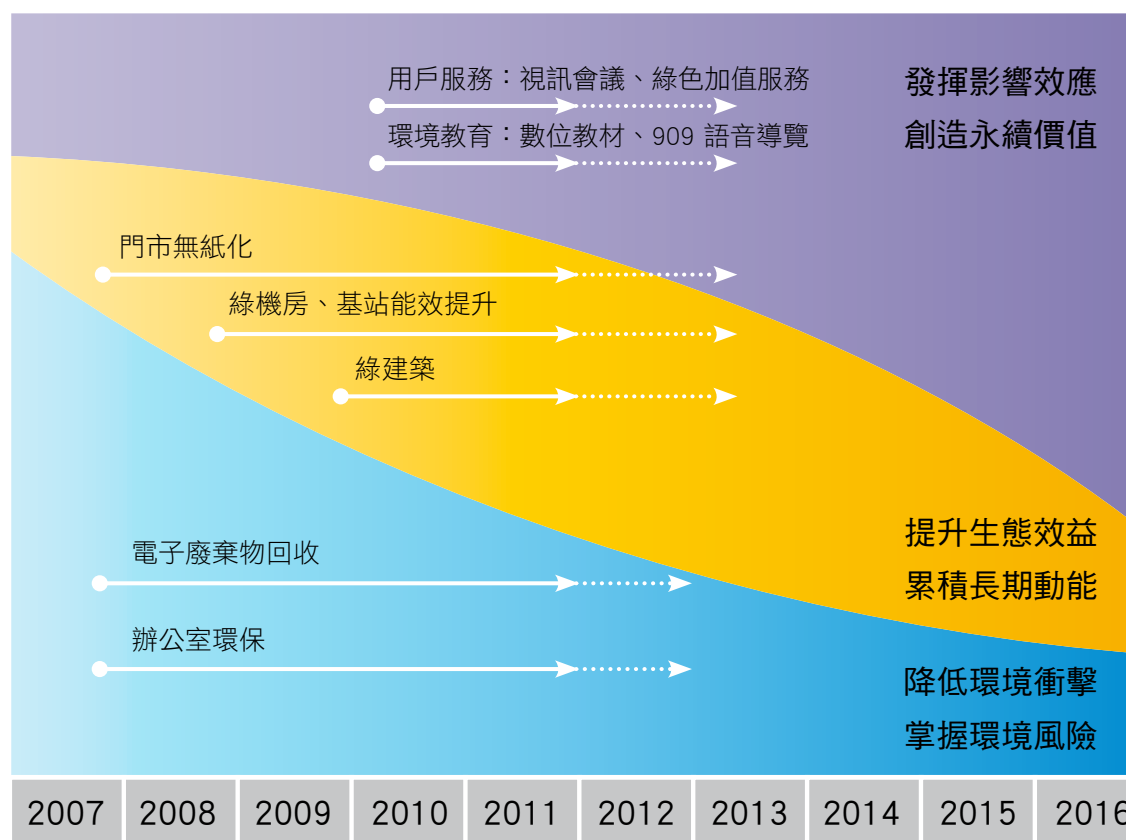 用戶服務：視訊會議、綠色加值服務
環境教育：數位教材、909 語音導覽
發揮影響效應
創造永續價值
門市無紙化
綠機房、基站能效提升
綠建築
提升生態效益
累積長期動能
電子廢棄物回收
辦公室環保
降低環境衝擊
掌握環境風險
2007 2008 2009 2010 2011 2012 2013 2014 2015 2016